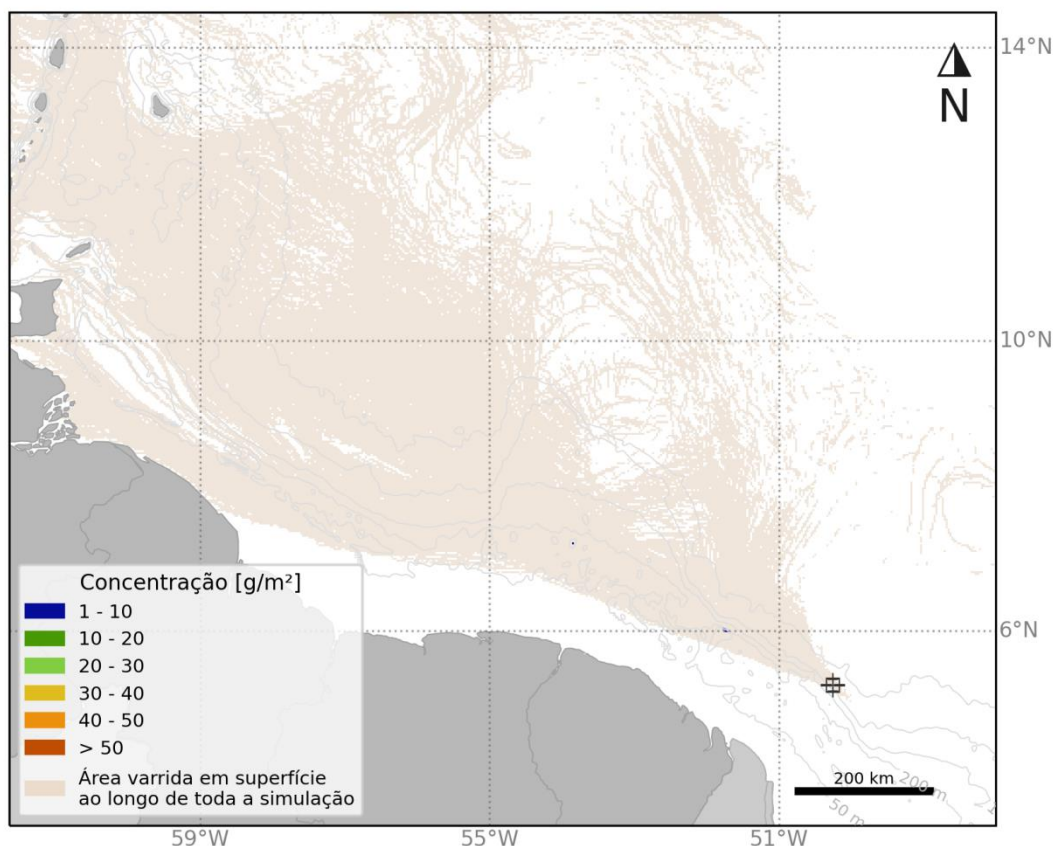 14°N
N
10°N
6°N
Concentração [g/m²]
1 - 10
10 - 20
20 - 30
30 - 40
40 - 50
> 50
Área varrida em superfície
ao longo de toda a simulação
200 km
200 m
50 m
59°W
55°W
51°W